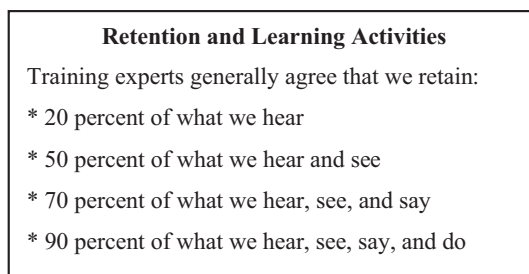 Retention and Learning Activities
Training experts generally agree that we retain:
* 20 percent of what we hear
* 50 percent of what we hear and see
* 70 percent of what we hear, see, and say
* 90 percent of what we hear, see, say, and do